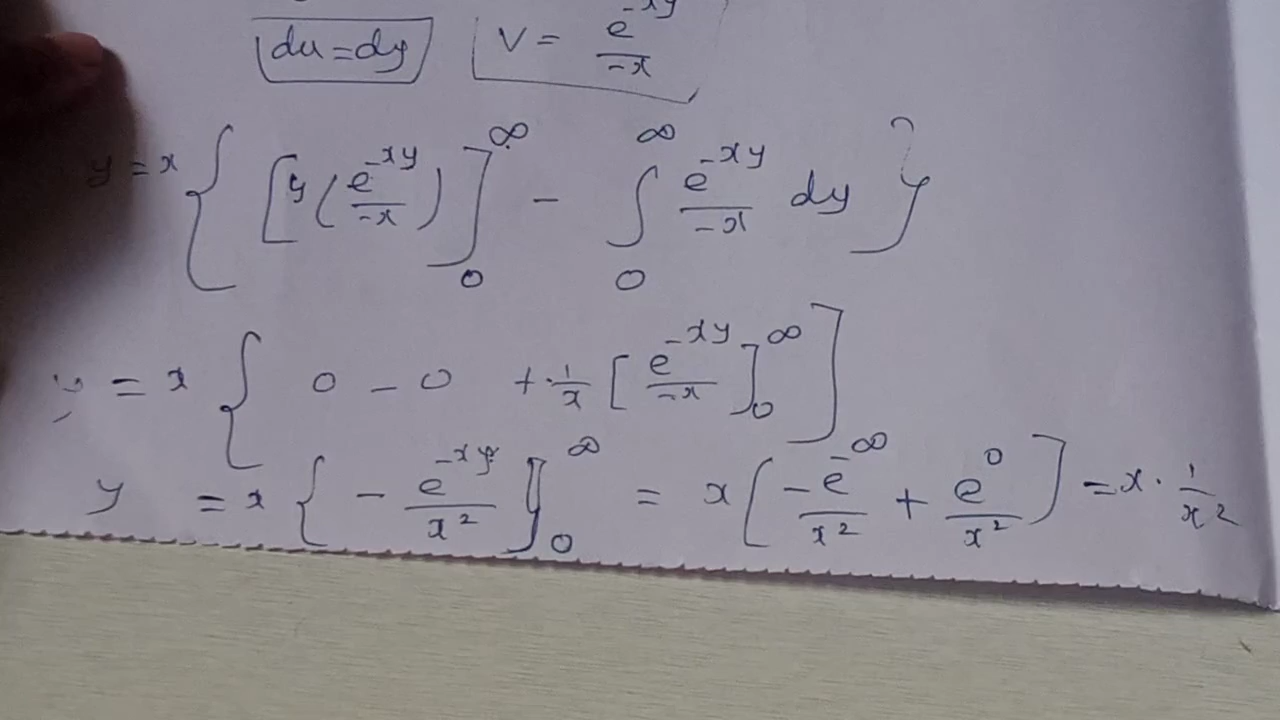 du = dy   V = e^{-xy}/-x
y = x { [ y ( e^{-xy}/-x ) ]_0^∞ - ∫_0^∞ e^{-xy}/-x dy }
y = x { 0 - 0 + 1/x [ e^{-xy}/-x ]_0^∞ ]
y = x { - e^{-xy}/x² ]_0^∞ = x [ -e^{-∞}/x² + e^0/x² ] = x · 1/x²